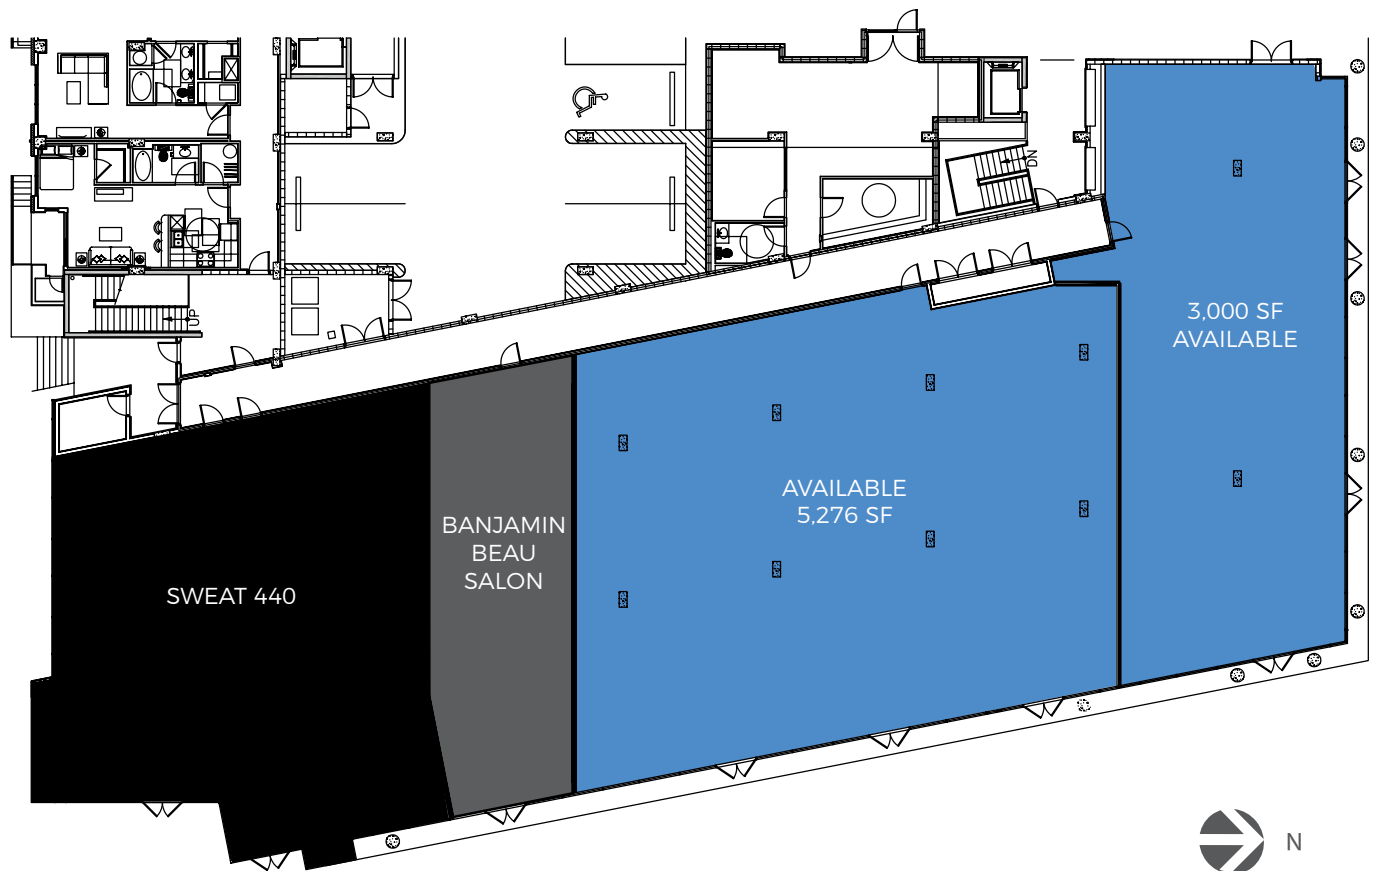 DN
UP
3,000 SF
AVAILABLE
AVAILABLE
5,276 SF
BANJAMIN
BEAU
SALON
SWEAT 440
N